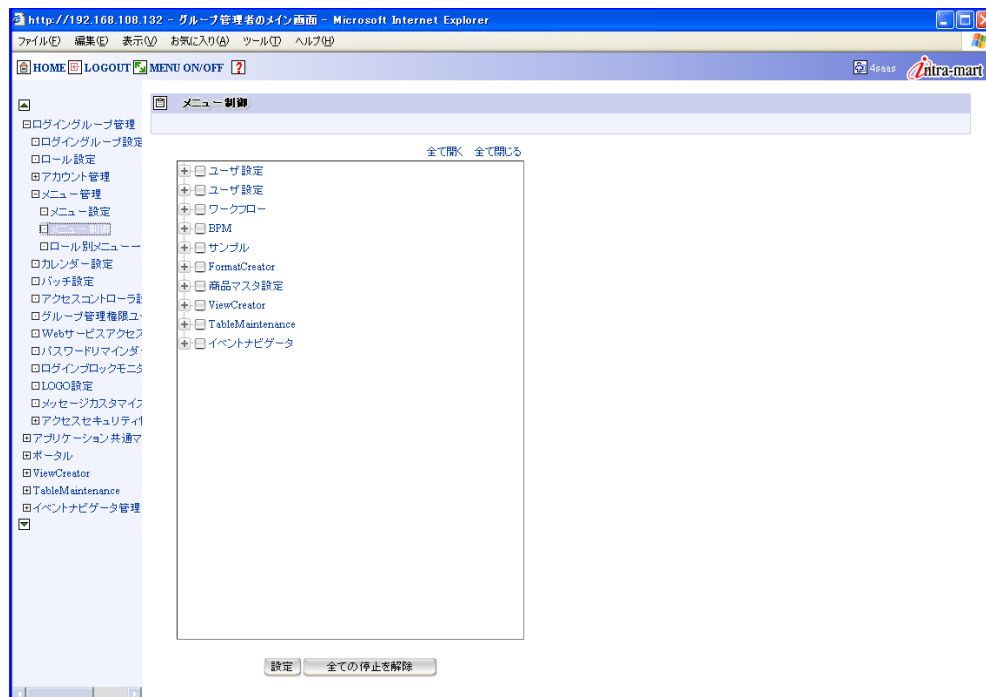 http://192.168.108.132 - グループ管理者のメイン画面 - Microsoft Internet Explorer
ファイル(F) 編集(E) 表示(V) お気に入り(A) ツール(T) ヘルプ(H)
HOME LOGOUT MENU ON/OFF ?
4saas intra-mart
メニュー制御
ログイングループ管理
ログイングループ設定
ロール設定
アカウント管理
メニュー管理
メニュー設定
メニュー制御
ロール別メニュー一
カレンダー設定
バッチ設定
アクセスコントローラ
グループ管理権限ユ
Webサービスアクセス
パスワードリマインダ
ログインブロックモニタ
LOGO設定
メッセージカスタマイズ
アクセスセキュリティ
アプリケーション共通マ
ポータル
ViewCreator
TableMaintenance
イベントナビゲータ管理
全て開く 全て閉じる
ユーザ設定
ユーザ設定
ワークフロー
BPM
サンプル
FormatCreator
商品マスタ設定
ViewCreator
TableMaintenance
イベントナビゲータ
設定 全ての停止を解除